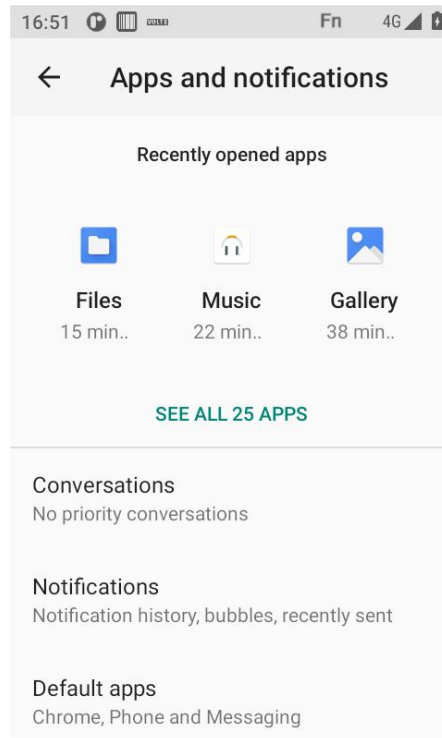 16:51 VOLTE Fn 4G
Apps and notifications
Recently opened apps
Files Music Gallery
15 min.. 22 min.. 38 min..
SEE ALL 25 APPS
Conversations
No priority conversations
Notifications
Notification history, bubbles, recently sent
Default apps
Chrome, Phone and Messaging